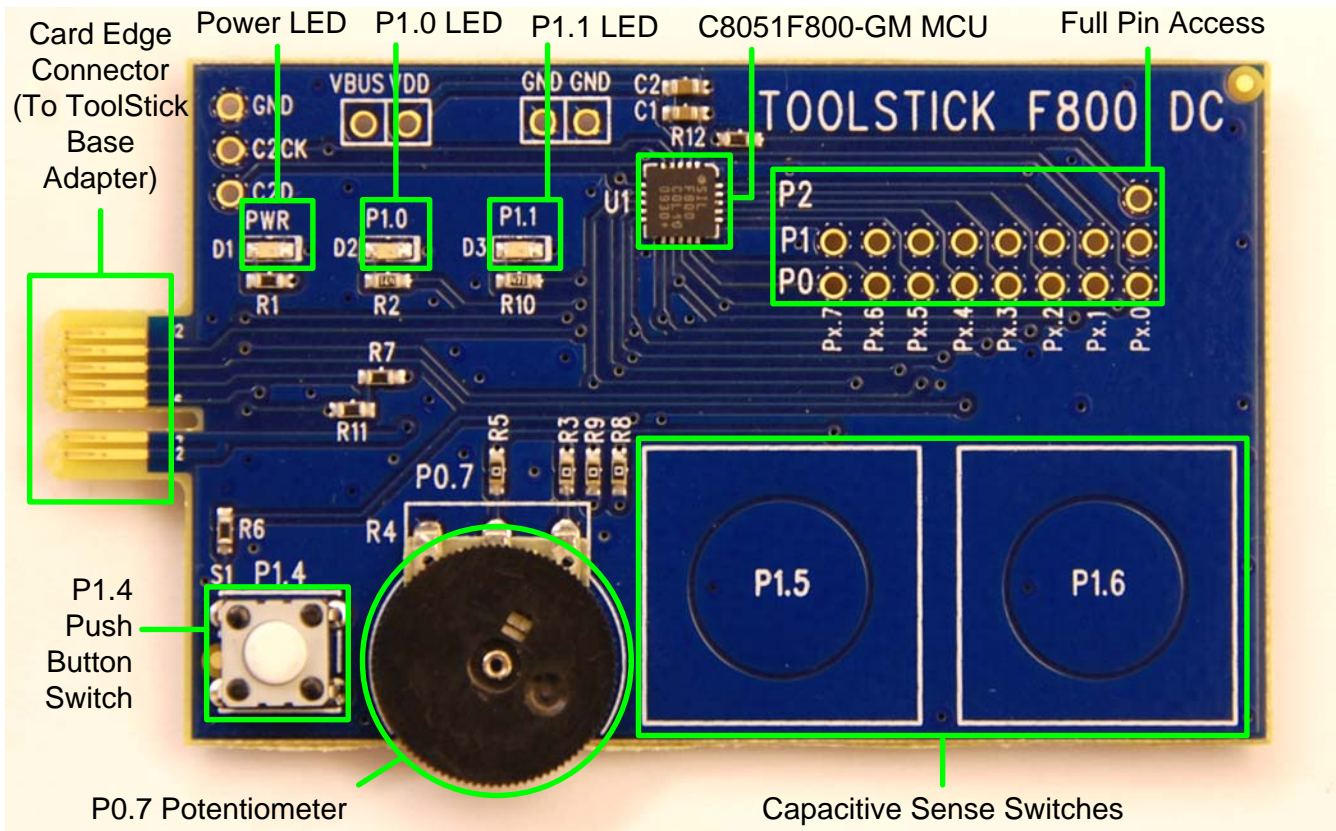 Card Edge
Connector
(To ToolStick
Base
Adapter)
Power LED
P1.0 LED
P1.1 LED
C8051F800-GM MCU
Full Pin Access
VBUS VDD
GND GND
C2
C1
R12
TOOLSTICK F800 DC
GND
C2CK
C2D
PWR
P1.0
P1.1
U1
D1
D2
D3
R1
R2
R10
P2
P1
P0
Px.7
Px.6
Px.5
Px.4
Px.3
Px.2
Px.1
Px.0
2
R7
R11
2
R5
R3
R9
R8
P0.7
R6
R4
S1
P1.4
P1.5
P1.6
P1.4
Push
Button
Switch
P0.7 Potentiometer
Capacitive Sense Switches